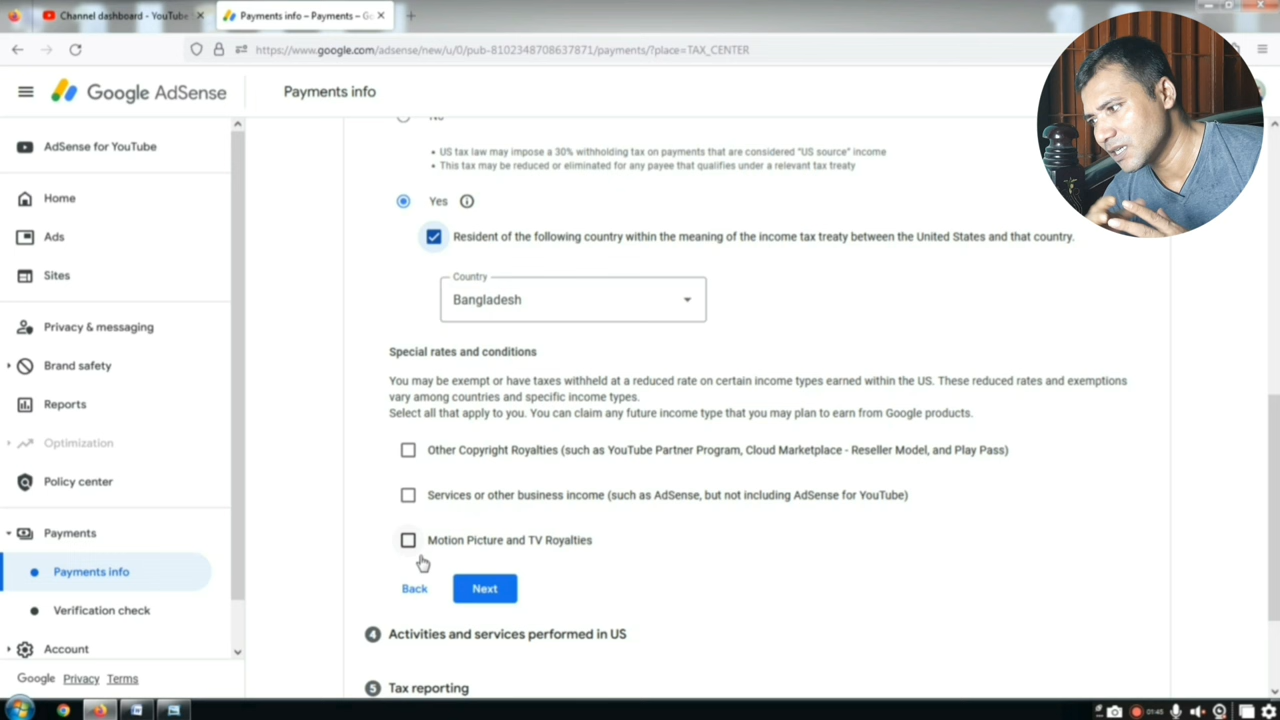 Channel dashboard - YouTube
Payments info – Payments – Go
https://www.google.com/adsense/new/u/0/pub-8102348708637871/payments/?place=TAX_CENTER
Google AdSense
Payments info
AdSense for YouTube
Home
Ads
Sites
Privacy & messaging
Brand safety
Reports
Optimization
Policy center
Payments
Payments info
Verification check
Account
Google Privacy Terms
No
• US tax law may impose a 30% withholding tax on payments that are considered "US source" income
• This tax may be reduced or eliminated for any payee that qualifies under a relevant tax treaty
Yes
Resident of the following country within the meaning of the income tax treaty between the United States and that country.
Country
Bangladesh
Special rates and conditions
You may be exempt or have taxes withheld at a reduced rate on certain income types earned within the US. These reduced rates and exemptions
vary among countries and specific income types.
Select all that apply to you. You can claim any future income type that you may plan to earn from Google products.
Other Copyright Royalties (such as YouTube Partner Program, Cloud Marketplace - Reseller Model, and Play Pass)
Services or other business income (such as AdSense, but not including AdSense for YouTube)
Motion Picture and TV Royalties
Back
Next
4 Activities and services performed in US
5 Tax reporting
01:45